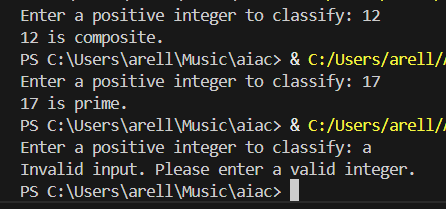 Enter a positive integer to classify: 12
12 is composite.
PS C:\Users\arell\Music\aiac> & C:/Users/arell/
Enter a positive integer to classify: 17
17 is prime.
PS C:\Users\arell\Music\aiac> & C:/Users/arell/
Enter a positive integer to classify: a
Invalid input. Please enter a valid integer.
PS C:\Users\arell\Music\aiac>